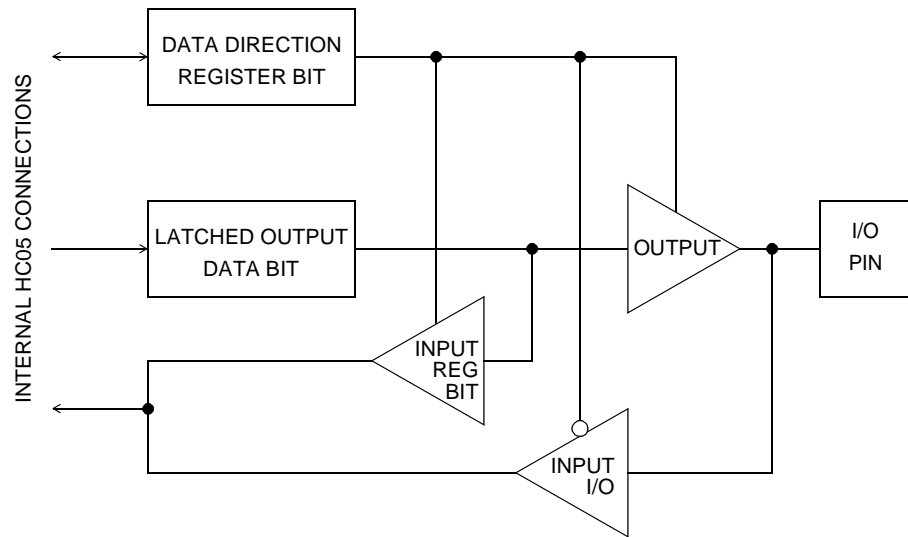 INTERNAL HC05 CONNECTIONS
DATA DIRECTION
REGISTER BIT
LATCHED OUTPUT
DATA BIT
OUTPUT
I/O
PIN
INPUT
REG
BIT
INPUT
I/O